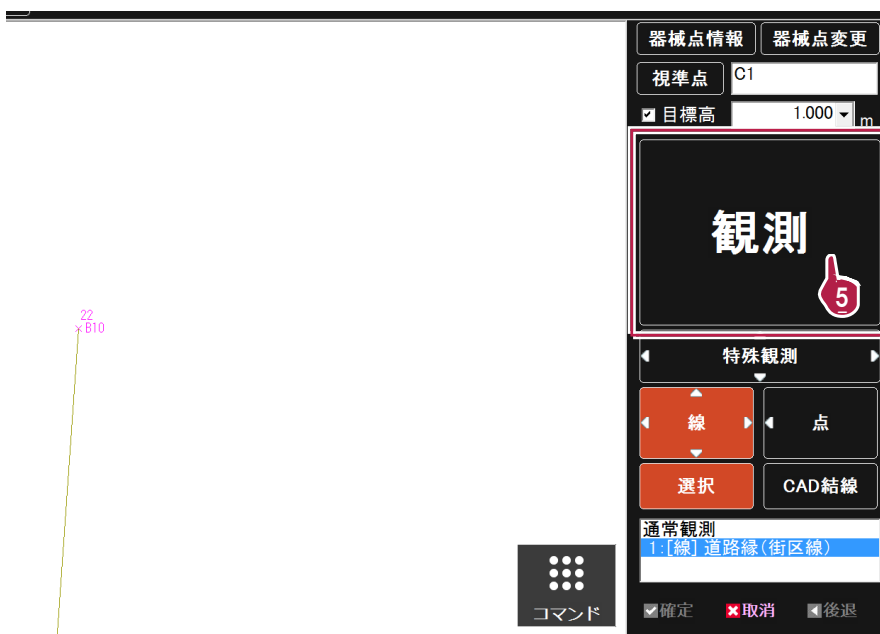 器械点情報 器械点変更
視準点 C1
目標高 1.000 m
観測
5
22
B10
特殊観測
線 点
選択 CAD結線
通常観測
1:[線] 道路縁(街区線)
コマンド
確定 取消 後退